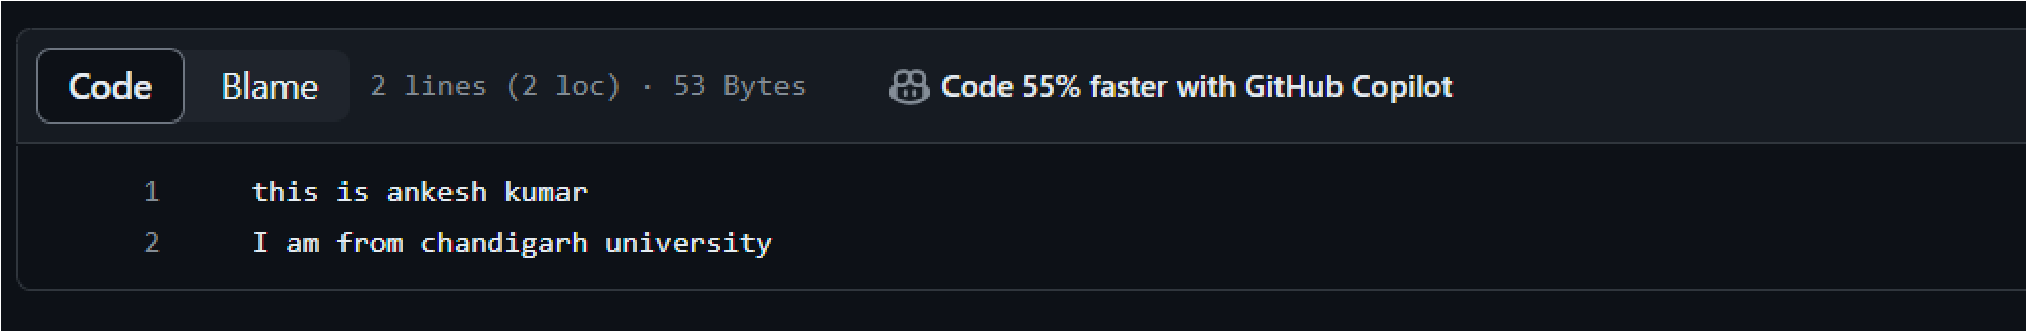 Code Blame 2 lines (2 loc) · 53 Bytes Code 55% faster with GitHub Copilot
1 this is ankesh kumar
2 I am from chandigarh university